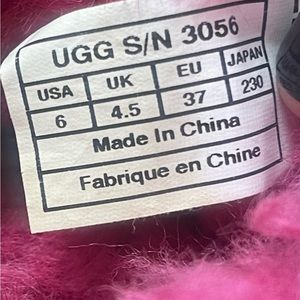 UGG S/N 3056
USA UK EU JAPAN
6 4.5 37 230
Made In China
Fabrique en Chine